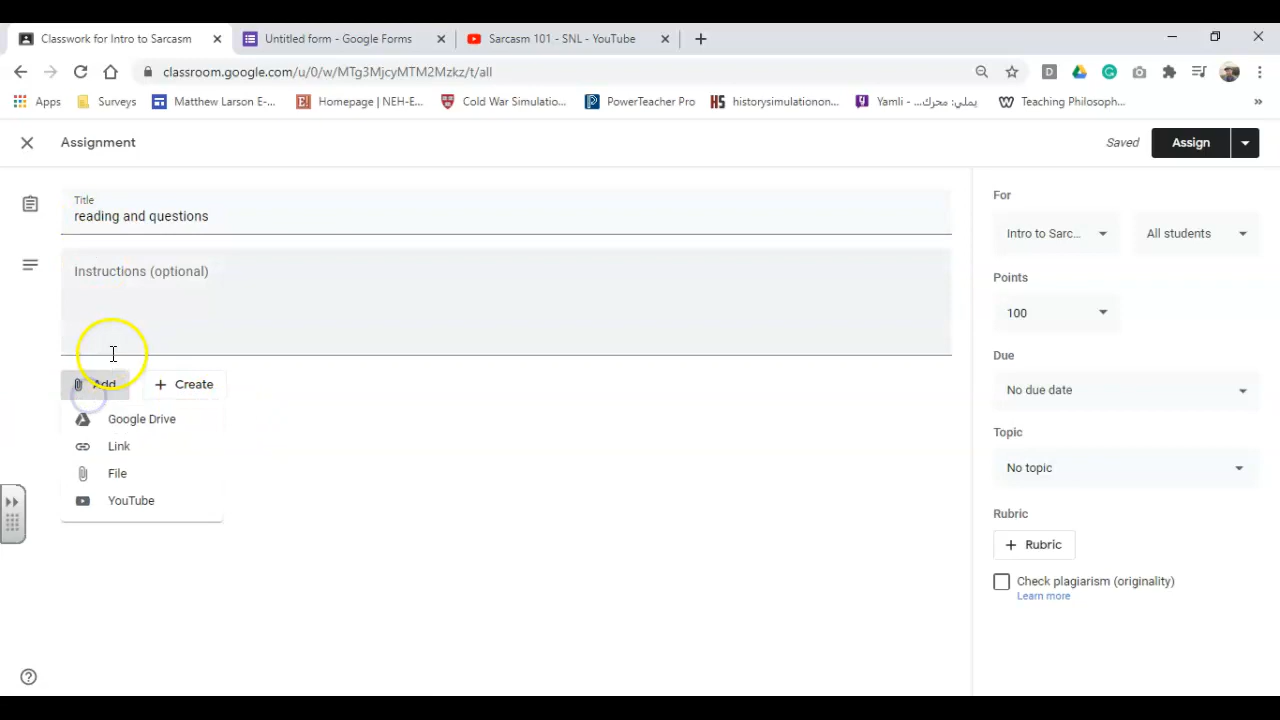 Classwork for Intro to Sarcasm
Untitled form - Google Forms
Sarcasm 101 - SNL - YouTube
classroom.google.com/u/0/w/MTg3MjcyMTM2Mzkz/t/all
Apps
Surveys
Matthew Larson E-...
Homepage | NEH-E...
Cold War Simulatio...
PowerTeacher Pro
historysimulationon...
Yamli - يملي: محرك...
Teaching Philosoph...
Assignment
Saved
Assign
Title
reading and questions
Instructions (optional)
Add
Create
Google Drive
Link
File
YouTube
For
Intro to Sarc...
All students
Points
100
Due
No due date
Topic
No topic
Rubric
Rubric
Check plagiarism (originality)
Learn more